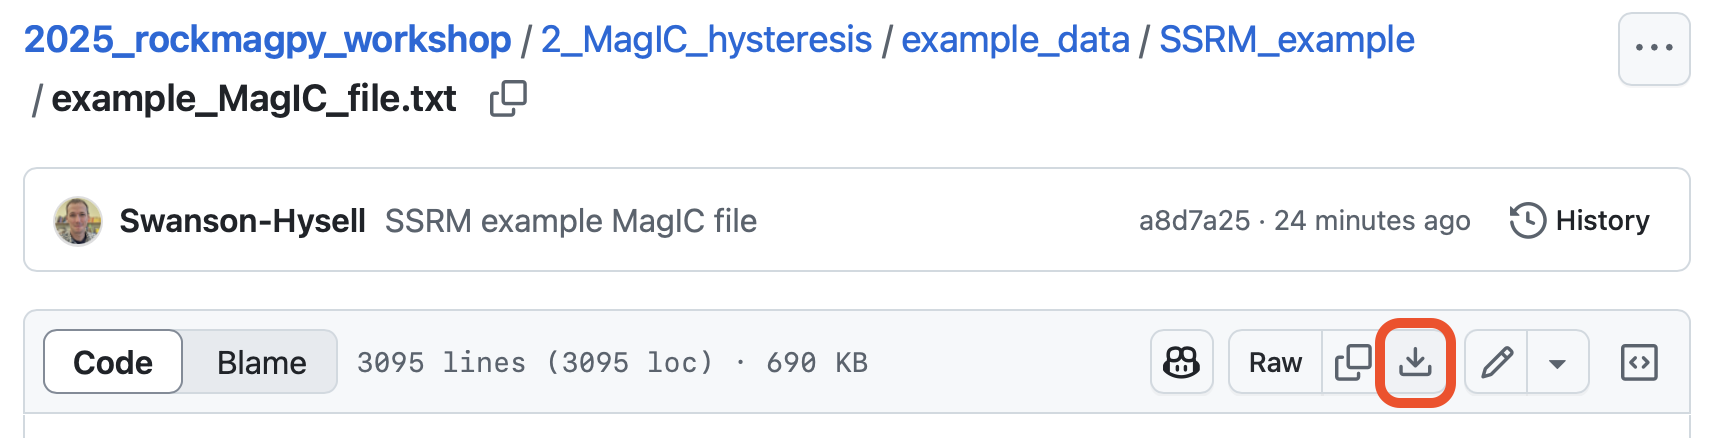 2025_rockmagpy_workshop / 2_MagIC_hysteresis / example_data / SSRM_example
/ example_MagIC_file.txt
Swanson-Hysell SSRM example MagIC file a8d7a25 · 24 minutes ago History
Code Blame 3095 lines (3095 loc) · 690 KB Raw